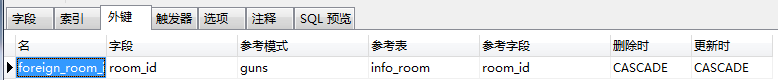 字段 索引 外键 触发器 选项 注释 SQL 预览
名 字段 参考模式 参考表 参考字段 删除时 更新时
foreign_room_i room_id guns info_room room_id CASCADE CASCADE